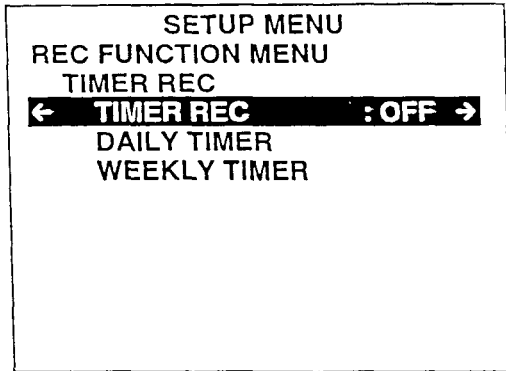 SETUP MENU
REC FUNCTION MENU
TIMER REC
← TIMER REC : OFF →
DAILY TIMER
WEEKLY TIMER